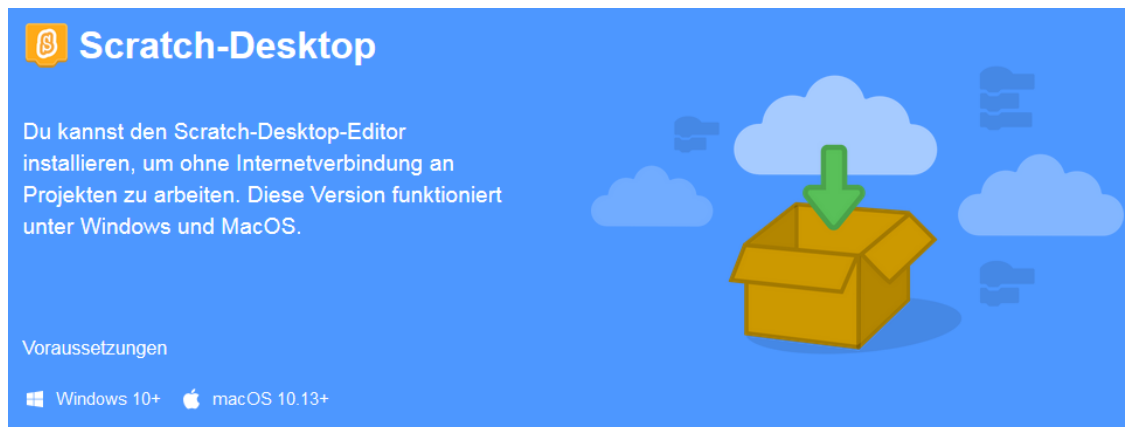 Scratch-Desktop
Du kannst den Scratch-Desktop-Editor
installieren, um ohne Internetverbindung an
Projekten zu arbeiten. Diese Version funktioniert
unter Windows und MacOS.
Voraussetzungen
Windows 10+ macOS 10.13+